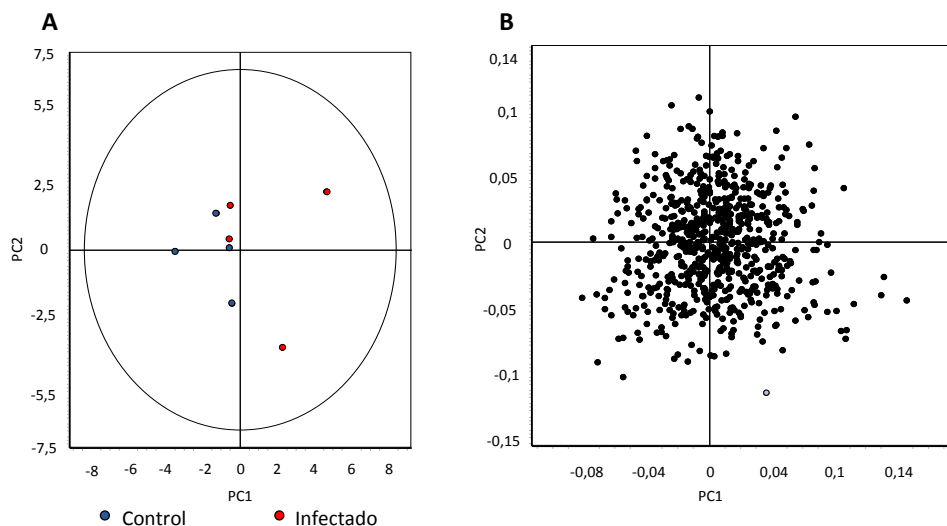 A
7,5
5,5
2,5
0
-2,5
-5,5
-7,5
PC2
-8 -6 -4 -2 0 2 4 6 8
PC1
Control Infectado
B
0,14
0,1
0,05
0
-0,05
-0,1
-0,15
PC2
-0,08 -0,04 0 0,04 0,1 0,14
PC1